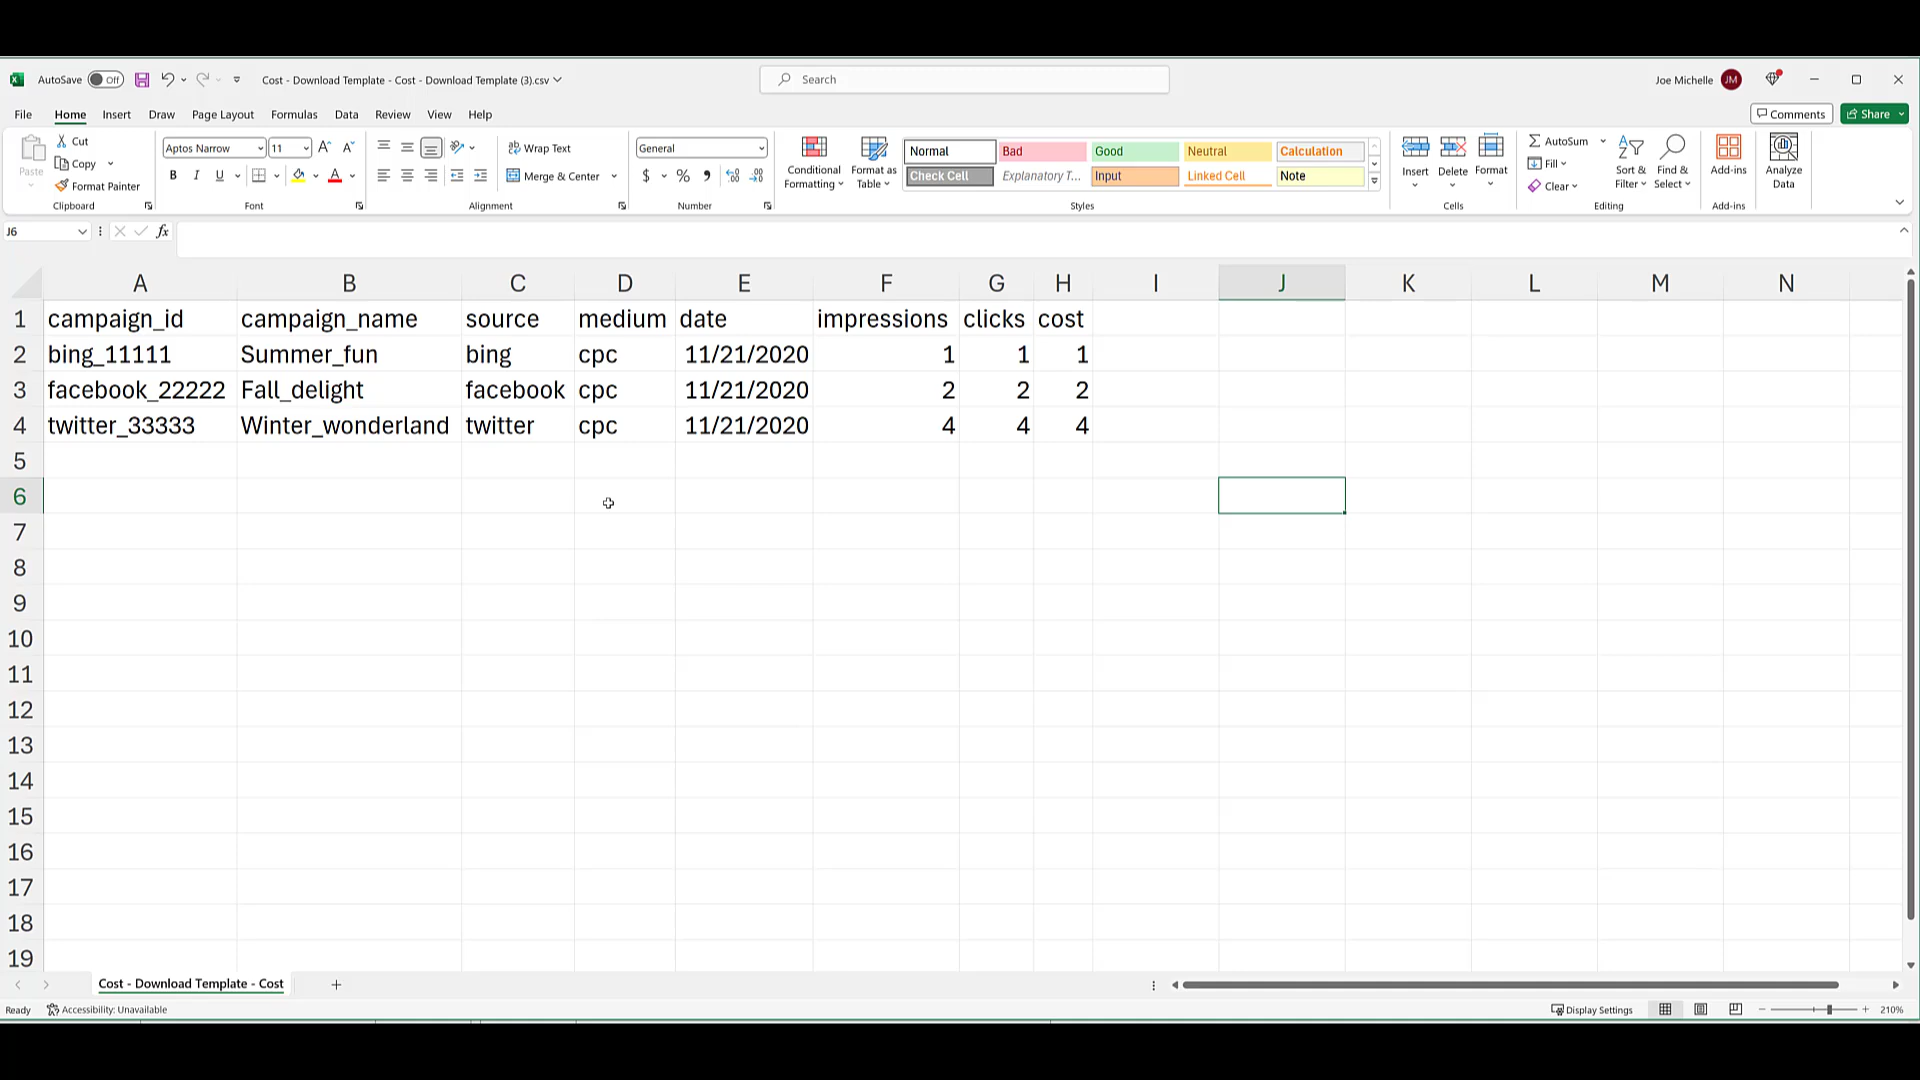 AutoSave Off Cost - Download Template - Cost - Download Template (3).csv Search Joe Michelle JM
File Home Insert Draw Page Layout Formulas Data Review View Help Comments Share
Paste Cut Copy Format Painter
Clipboard
Aptos Narrow 11
B I U A
Font
Wrap Text
Merge & Center
Alignment
General
$ % 9
Number
Conditional Formatting
Format as Table
Normal Bad Good Neutral Calculation
Check Cell Explanatory T... Input Linked Cell Note
Styles
Insert Delete Format
Cells
AutoSum
Fill
Clear
Sort & Filter
Find & Select
Editing
Add-ins
Add-ins
Analyze Data
J6 fx
A B C D E F G H I J K L M N
1 campaign_id campaign_name source medium date impressions clicks cost
2 bing_11111 Summer_fun bing cpc 11/21/2020 1 1 1
3 facebook_22222 Fall_delight facebook cpc 11/21/2020 2 2 2
4 twitter_33333 Winter_wonderland twitter cpc 11/21/2020 4 4 4
5
6
7
8
9
10
11
12
13
14
15
16
17
18
19
Cost - Download Template - Cost
Ready Accessibility: Unavailable Display Settings 210%